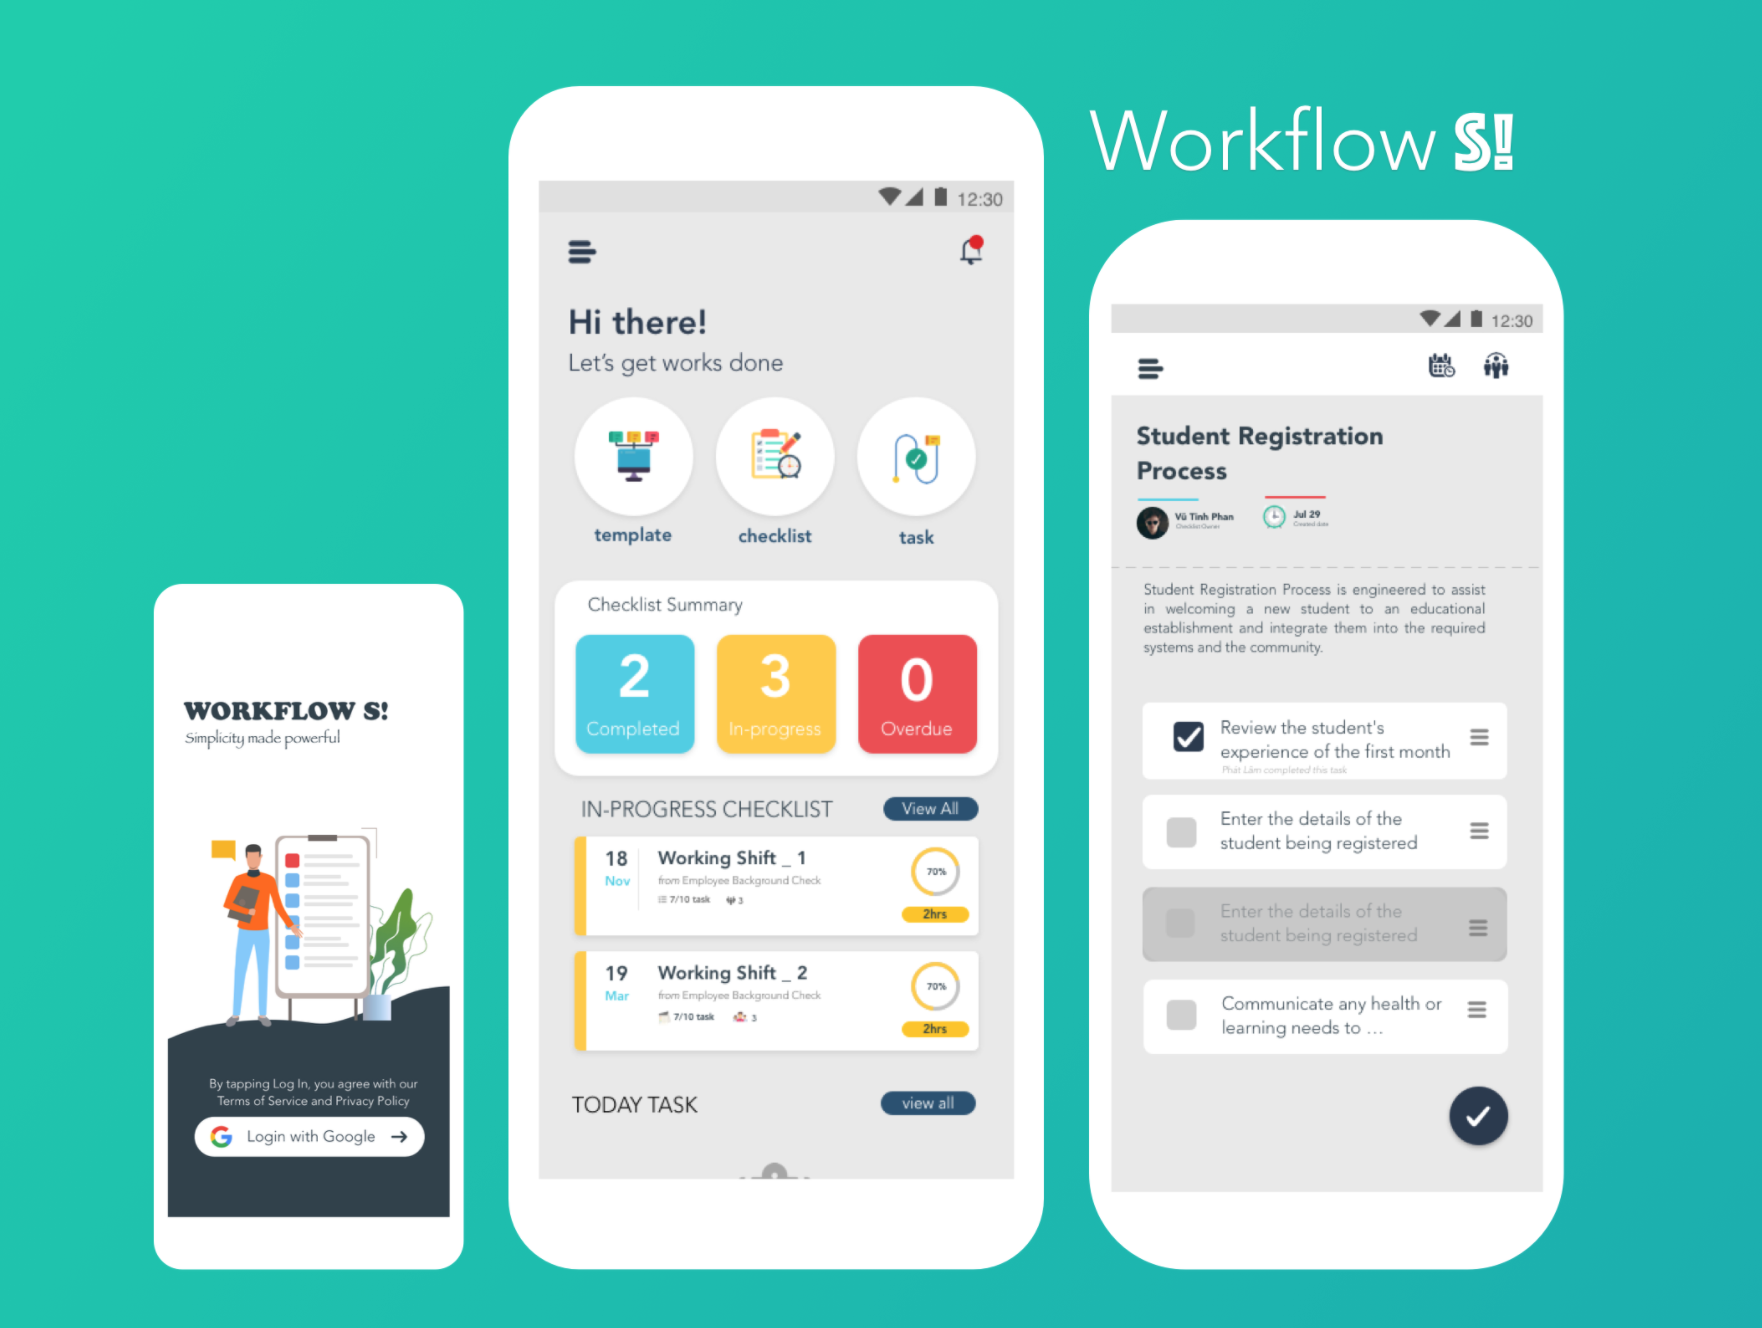 Workflow S!
WORKFLOW S!
Simplicity made powerful
By tapping Log In, you agree with our
Terms of Service and Privacy Policy
Login with Google
12:30
Hi there!
Let's get works done
template
checklist
task
Checklist Summary
2
Completed
3
In-progress
0
Overdue
IN-PROGRESS CHECKLIST
View All
18
Nov
Working Shift _ 1
from Employee Background Check
7/10 task
3
70%
2hrs
19
Mar
Working Shift _ 2
from Employee Background Check
7/10 task
3
70%
2hrs
TODAY TASK
view all
12:30
Student Registration
Process
Vũ Tinh Phan
Checklist Owner
Jul 29
Created date
Student Registration Process is engineered to assist
in welcoming a new student to an educational
establishment and integrate them into the required
systems and the community.
Review the student's
experience of the first month
Phát Lâm completed this task
Enter the details of the
student being registered
Enter the details of the
student being registered
Communicate any health or
learning needs to ...